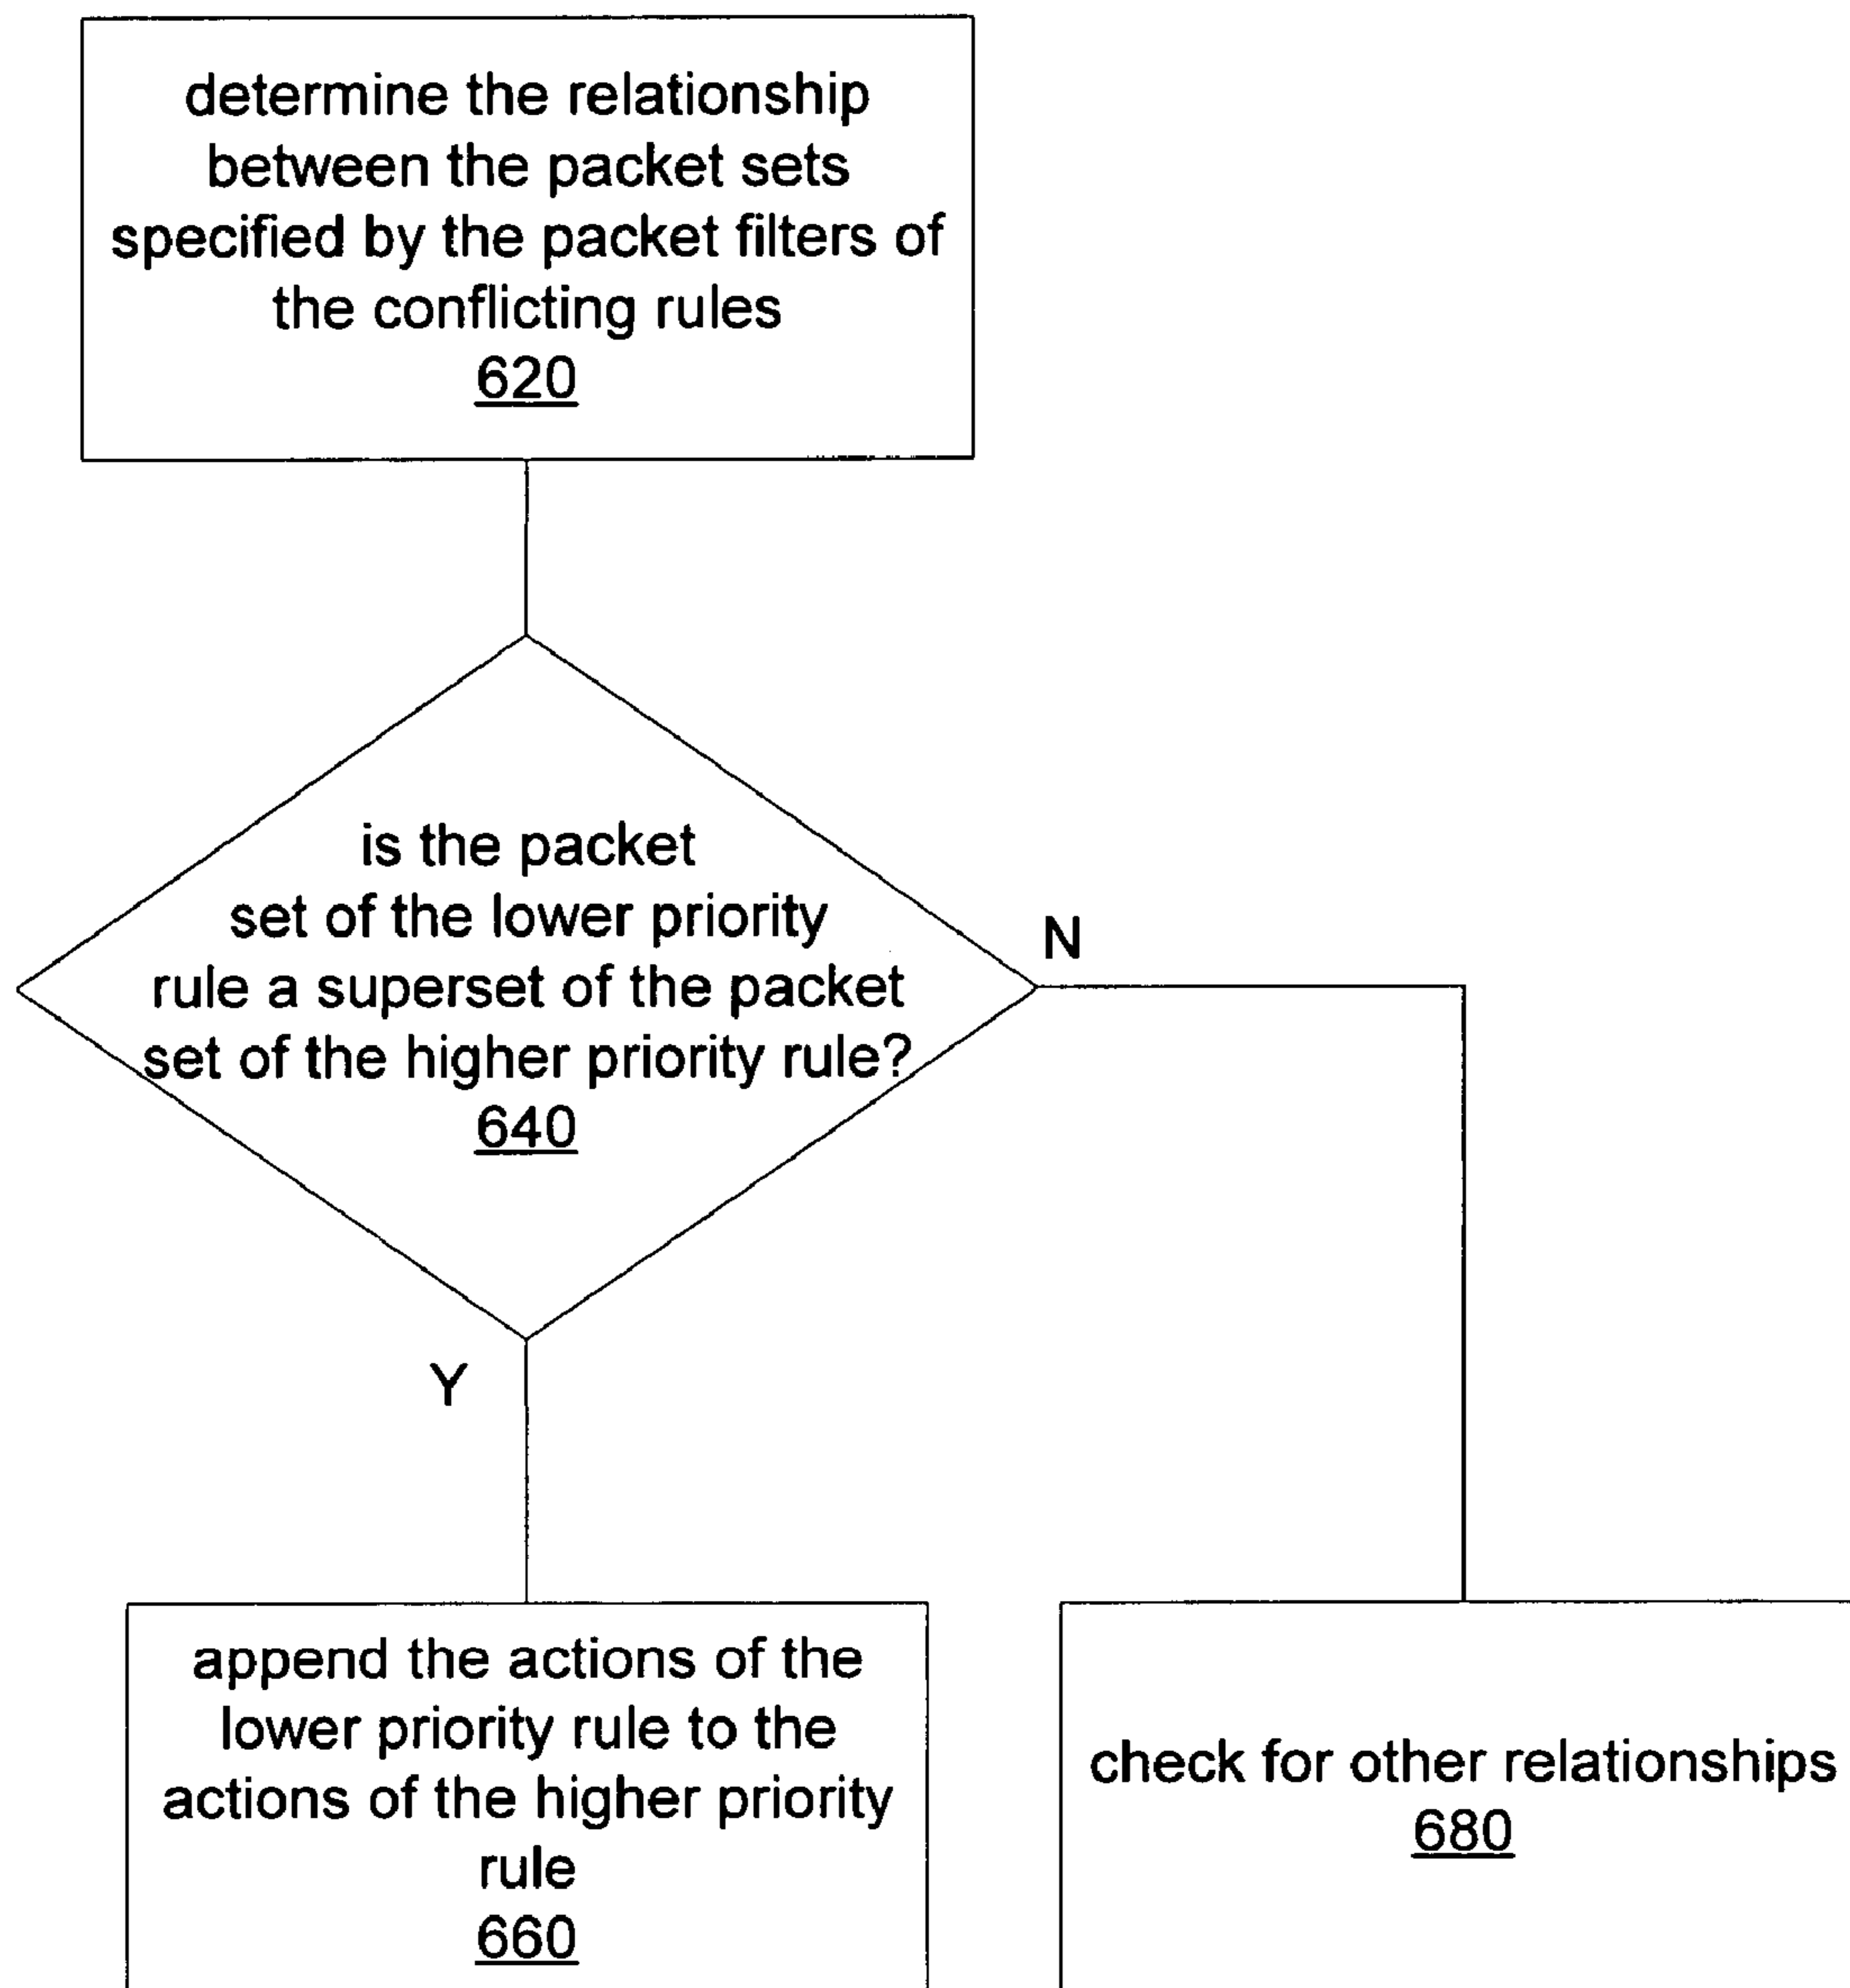 determine the relationship
between the packet sets
specified by the packet filters of
the conflicting rules
620
is the packet
set of the lower priority
rule a superset of the packet
set of the higher priority rule?
640
N
Y
append the actions of the
lower priority rule to the
actions of the higher priority
rule
660
check for other relationships
680